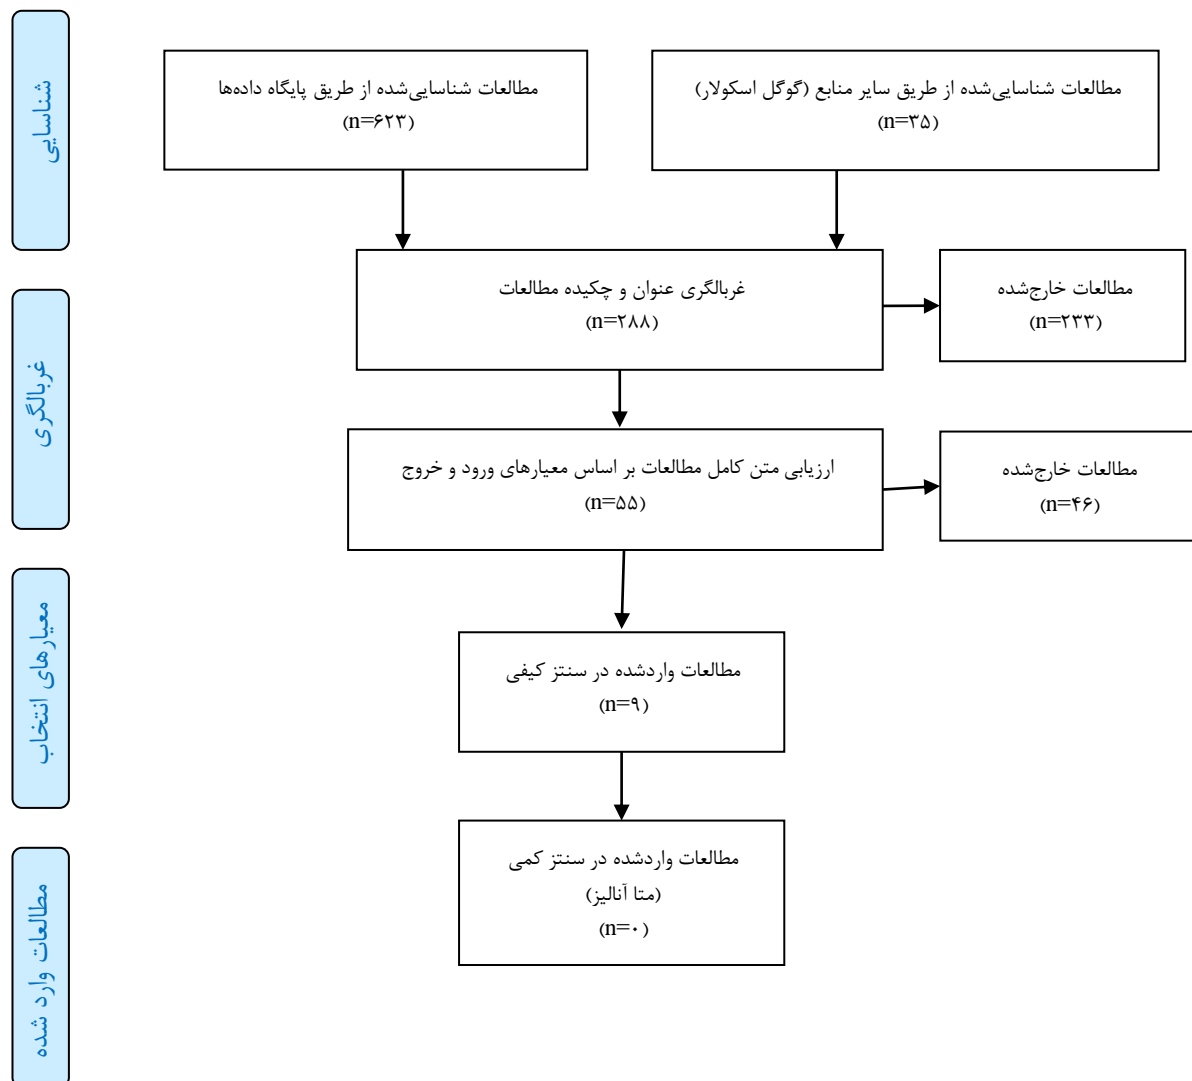 شناسایی
مطالعات شناسایی‌شده از طریق سایر منابع (گوگل اسکولار)
(n=۳۵)
مطالعات شناسایی‌شده از طریق پایگاه داده‌ها
(n=۶۲۳)
غربالگری
غربالگری عنوان و چکیده مطالعات
(n=۲۸۸)
مطالعات خارج‌شده
(n=۲۳۳)
ارزیابی متن کامل مطالعات بر اساس معیارهای ورود و خروج
(n=۵۵)
مطالعات خارج‌شده
(n=۴۶)
معیارهای انتخاب
مطالعات واردشده در سنتز کیفی
(n=۹)
مطالعات وارد شده
مطالعات واردشده در سنتز کمی
(متا آنالیز)
(n=۰)